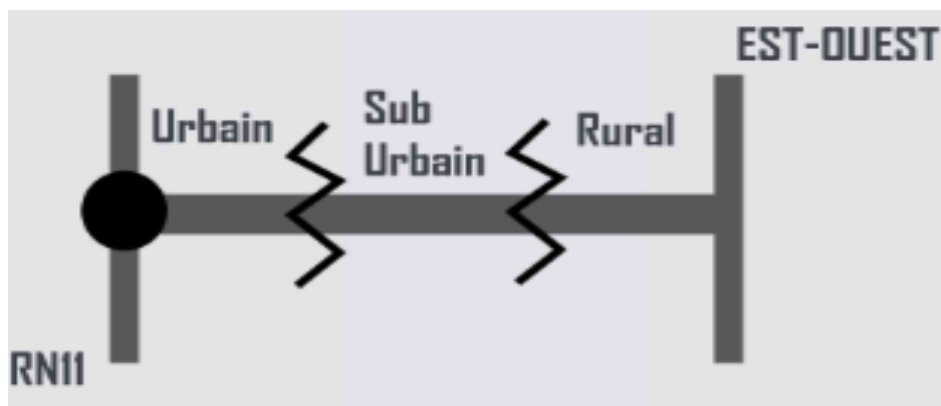 EST-OUEST
Urbain
Sub
Urbain
Rural
RN11